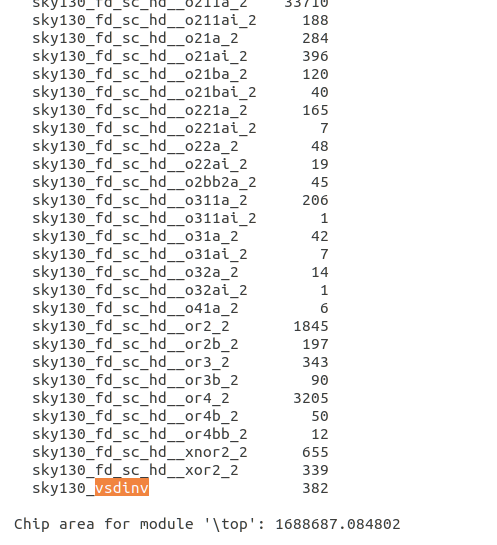 sky130_fd_sc_hd__o211a_2 33710
sky130_fd_sc_hd__o211ai_2 188
sky130_fd_sc_hd__o21a_2 284
sky130_fd_sc_hd__o21ai_2 396
sky130_fd_sc_hd__o21ba_2 120
sky130_fd_sc_hd__o21bai_2 40
sky130_fd_sc_hd__o221a_2 165
sky130_fd_sc_hd__o221ai_2 7
sky130_fd_sc_hd__o22a_2 48
sky130_fd_sc_hd__o22ai_2 19
sky130_fd_sc_hd__o2bb2a_2 45
sky130_fd_sc_hd__o311a_2 206
sky130_fd_sc_hd__o311ai_2 1
sky130_fd_sc_hd__o31a_2 42
sky130_fd_sc_hd__o31ai_2 7
sky130_fd_sc_hd__o32a_2 14
sky130_fd_sc_hd__o32ai_2 1
sky130_fd_sc_hd__o41a_2 6
sky130_fd_sc_hd__or2_2 1845
sky130_fd_sc_hd__or2b_2 197
sky130_fd_sc_hd__or3_2 343
sky130_fd_sc_hd__or3b_2 90
sky130_fd_sc_hd__or4_2 3205
sky130_fd_sc_hd__or4b_2 50
sky130_fd_sc_hd__or4bb_2 12
sky130_fd_sc_hd__xnor2_2 655
sky130_fd_sc_hd__xor2_2 339
sky130_vsdinv 382
Chip area for module '\top': 1688687.084802